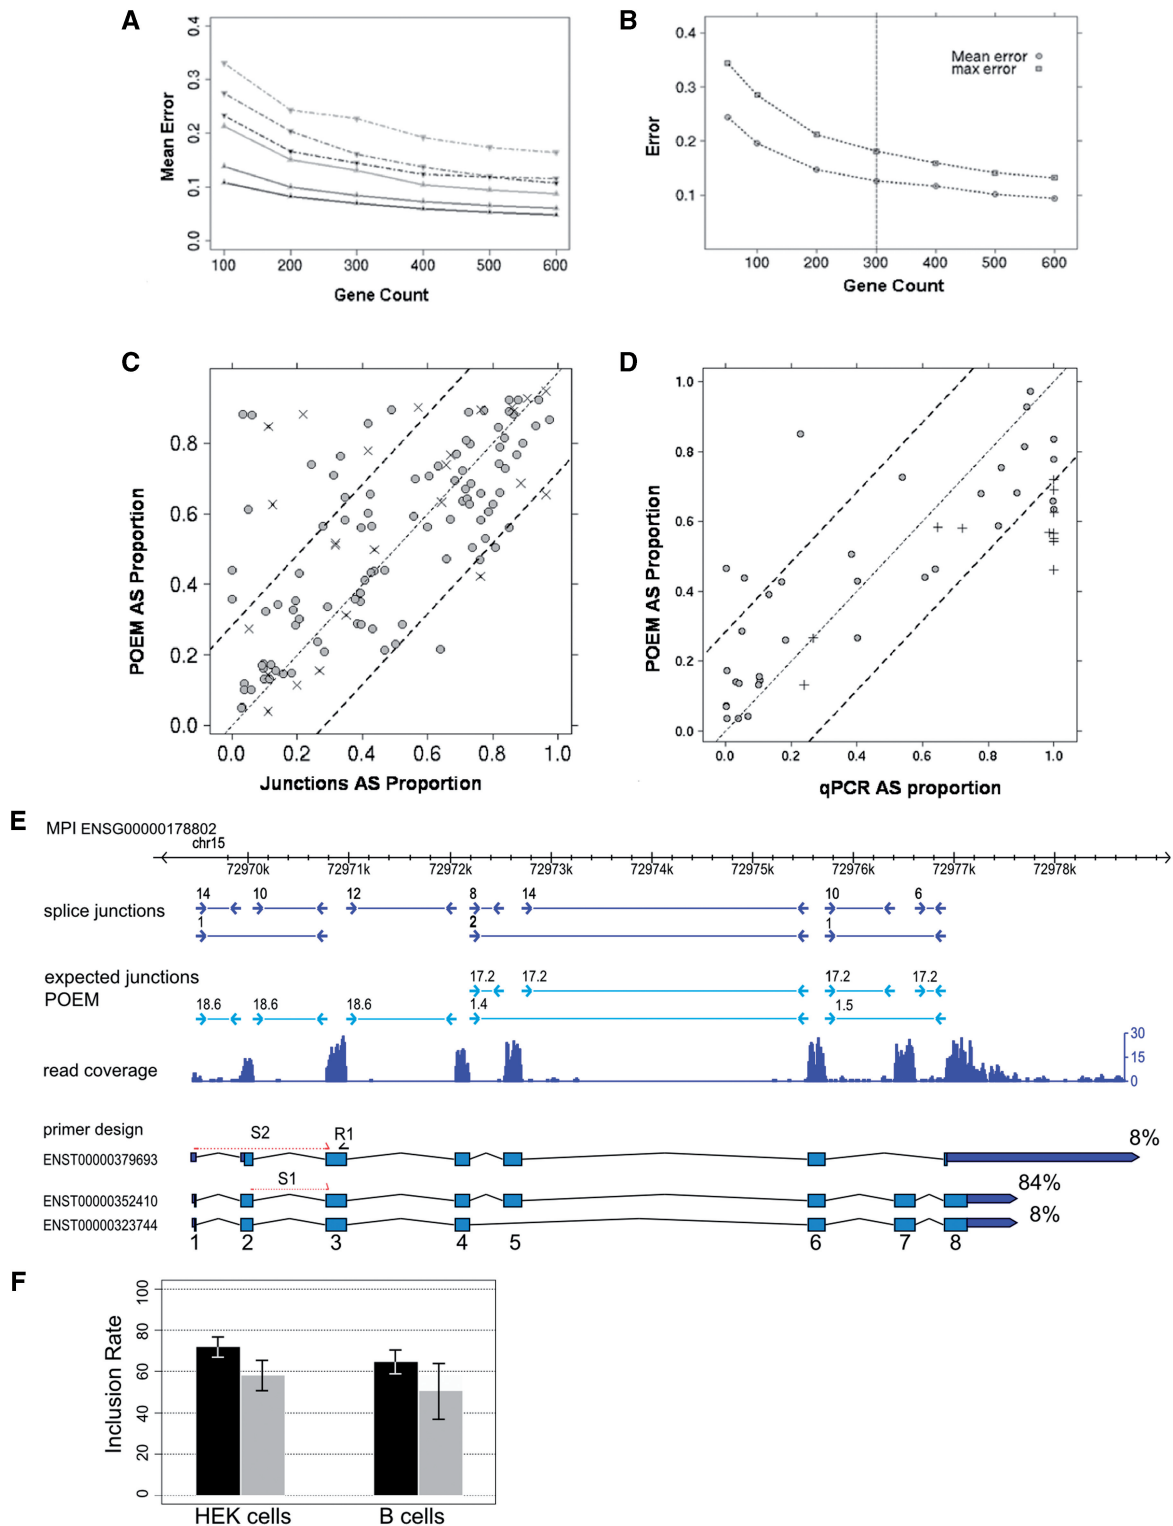 A
0.4
0.3
0.2
0.1
0.0
Mean Error
100 200 300 400 500 600
Gene Count
B
0.4
0.3
0.2
0.1
Error
Mean error
max error
100 200 300 400 500 600
Gene Count
C
0.8
0.6
0.4
0.2
0.0
POEM AS Proportion
0.0 0.2 0.4 0.6 0.8 1.0
Junctions AS Proportion
D
1.0
0.8
0.6
0.4
0.2
0.0
POEM AS Proportion
0.0 0.2 0.4 0.6 0.8 1.0
qPCR AS proportion
E
MPI ENSG00000178802
chr15
72970k 72971k 72972k 72973k 72974k 72975k 72976k 72977k 72978k
splice junctions
14 10 12 8 14 10 6
1 2 1
expected junctions
POEM
17.2 17.2 17.2 17.2
18.6 18.6 18.6 1.4 1.5
read coverage
30
15
0
primer design
S2 R1
ENST00000379693 8%
S1
ENST00000352410 84%
ENST00000323744 8%
1 2 3 4 5 6 7 8
F
100
80
60
40
20
0
Inclusion Rate
HEK cells B cells